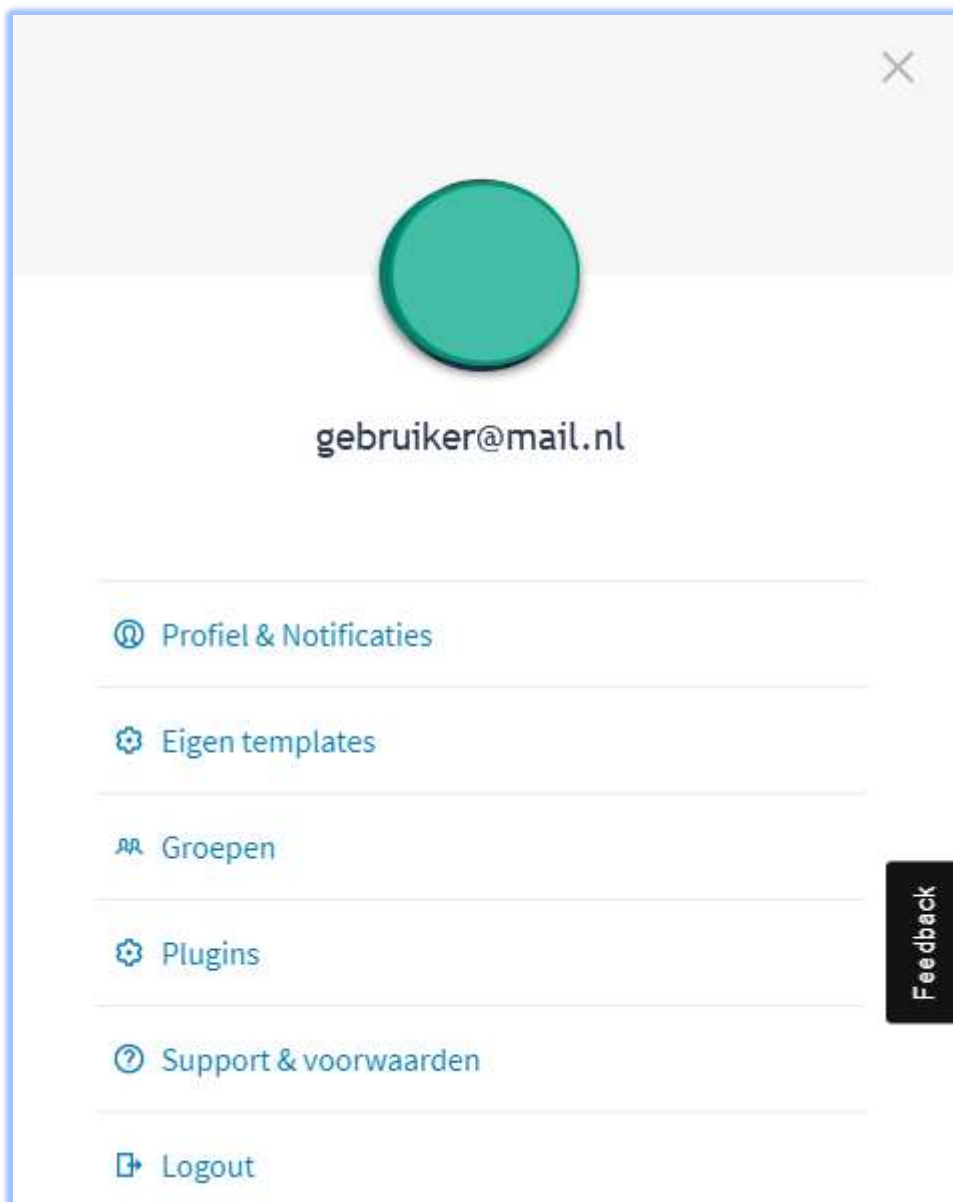 gebruiker@mail.nl
Profiel & Notificaties
Eigen templates
Groepen
Plugins
Feedback
Support & voorwaarden
Logout